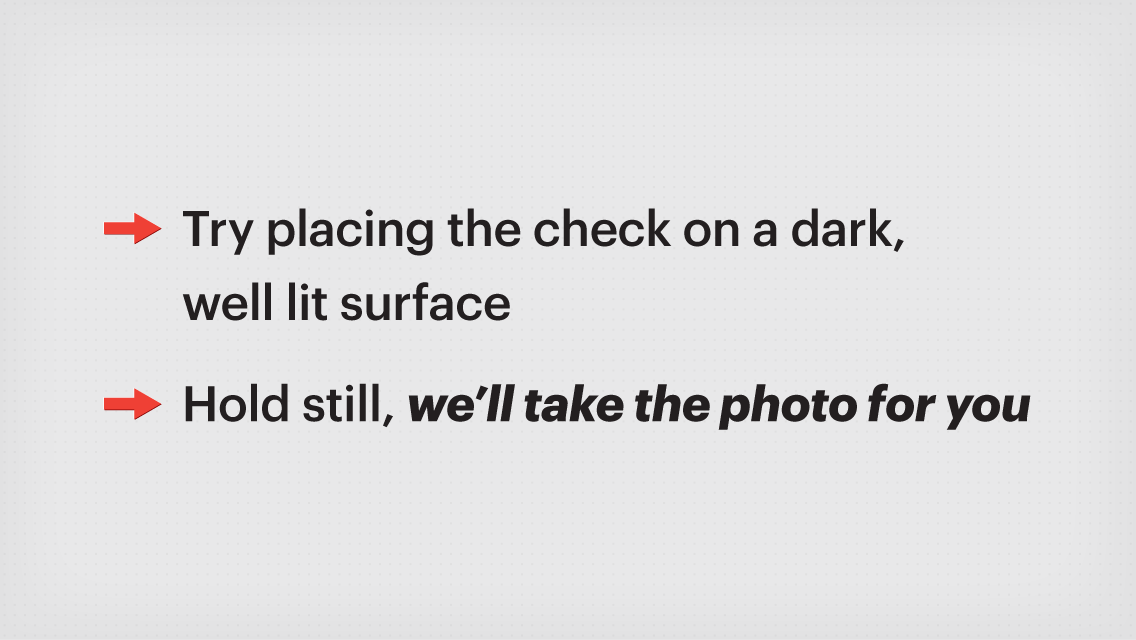 Try placing the check on a dark,
well lit surface
Hold still, we’ll take the photo for you